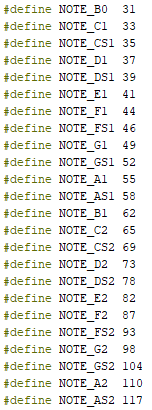 #define NOTE_B0  31
#define NOTE_C1  33
#define NOTE_CS1 35
#define NOTE_D1  37
#define NOTE_DS1 39
#define NOTE_E1  41
#define NOTE_F1  44
#define NOTE_FS1 46
#define NOTE_G1  49
#define NOTE_GS1 52
#define NOTE_A1  55
#define NOTE_AS1 58
#define NOTE_B1  62
#define NOTE_C2  65
#define NOTE_CS2 69
#define NOTE_D2  73
#define NOTE_DS2 78
#define NOTE_E2  82
#define NOTE_F2  87
#define NOTE_FS2 93
#define NOTE_G2  98
#define NOTE_GS2 104
#define NOTE_A2  110
#define NOTE_AS2 117